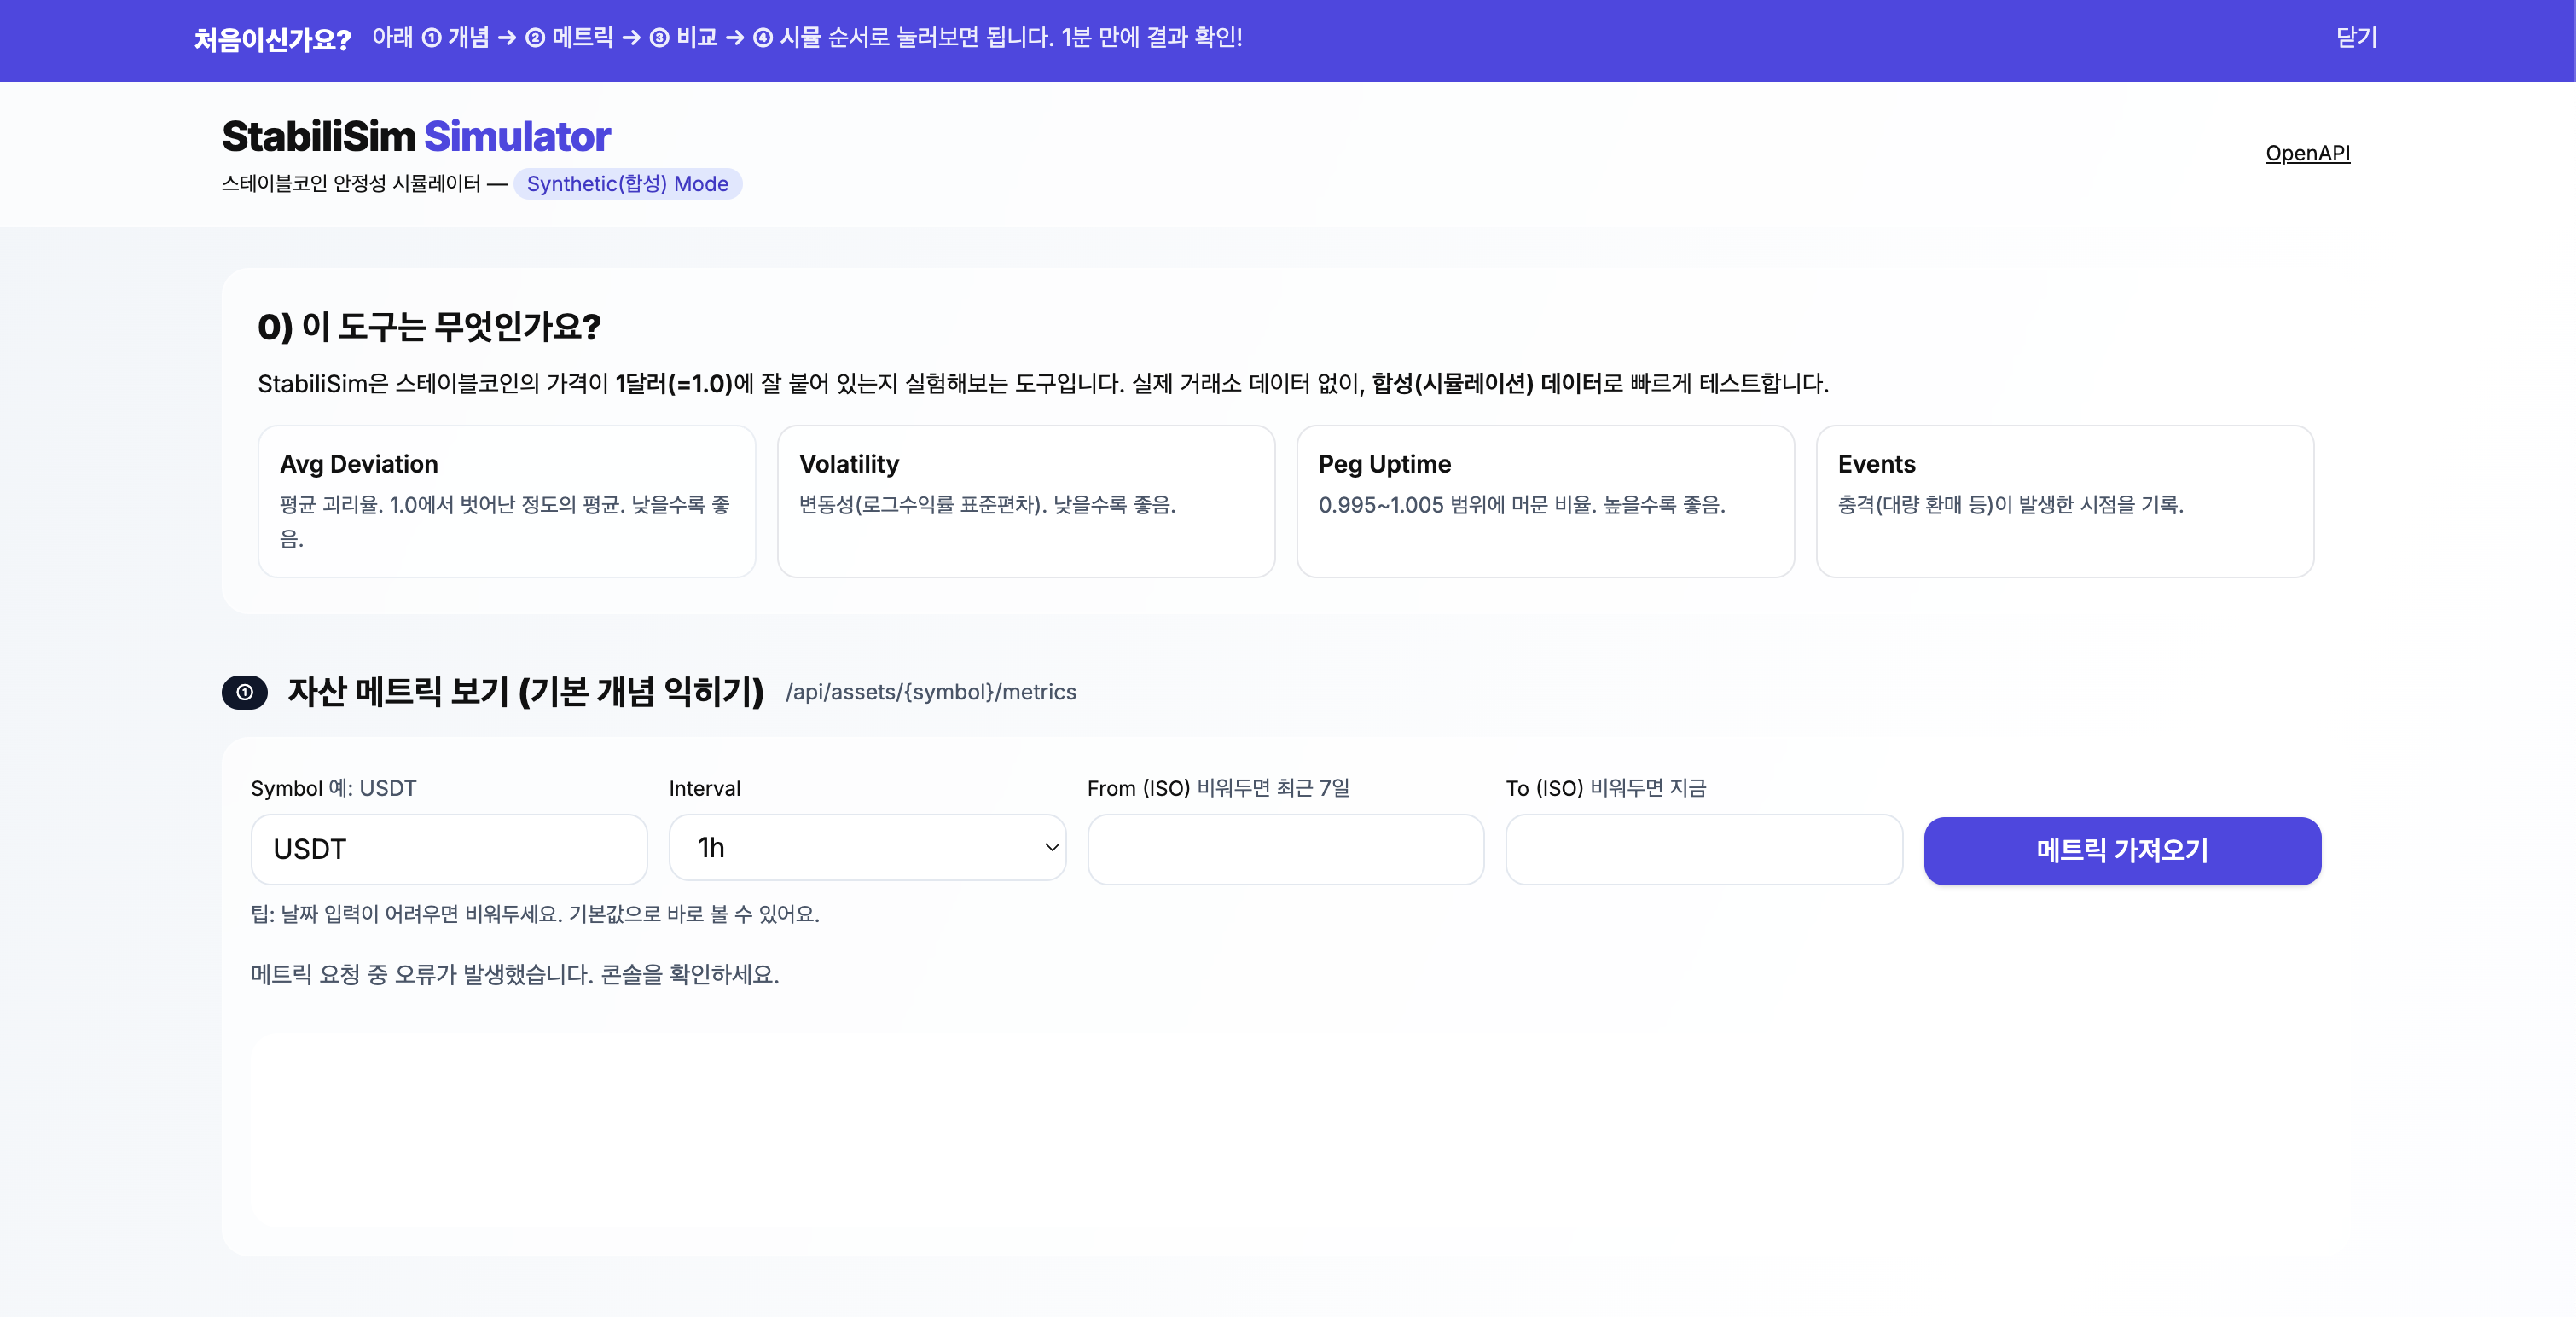 처음이신가요? 아래 ① 개념 → ② 메트릭 → ③ 비교 → ④ 시뮬 순서로 눌러보면 됩니다. 1분 만에 결과 확인! 닫기
StabiliSim Simulator
스테이블코인 안정성 시뮬레이터 — Synthetic(합성) Mode
OpenAPI
0) 이 도구는 무엇인가요?
StabiliSim은 스테이블코인의 가격이 1달러(=1.0)에 잘 붙어 있는지 실험해보는 도구입니다. 실제 거래소 데이터 없이, 합성(시뮬레이션) 데이터로 빠르게 테스트합니다.
Avg Deviation
평균 괴리율. 1.0에서 벗어난 정도의 평균. 낮을수록 좋
음.
Volatility
변동성(로그수익률 표준편차). 낮을수록 좋음.
Peg Uptime
0.995~1.005 범위에 머문 비율. 높을수록 좋음.
Events
충격(대량 환매 등)이 발생한 시점을 기록.
① 자산 메트릭 보기 (기본 개념 익히기) /api/assets/{symbol}/metrics
Symbol 예: USDT
USDT
Interval
1h
From (ISO) 비워두면 최근 7일
To (ISO) 비워두면 지금
메트릭 가져오기
팁: 날짜 입력이 어려우면 비워두세요. 기본값으로 바로 볼 수 있어요.
메트릭 요청 중 오류가 발생했습니다. 콘솔을 확인하세요.